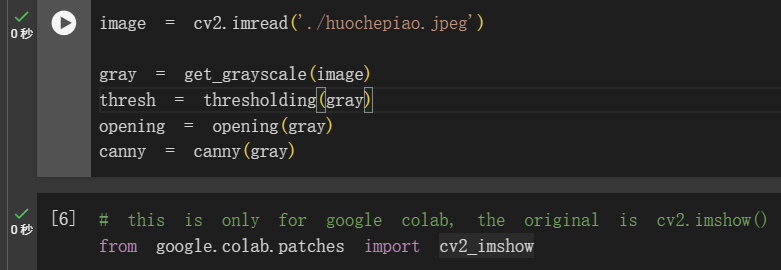 0秒
image = cv2.imread('./huochepiao.jpeg')
gray = get_grayscale(image)
thresh = thresholding(gray)
opening = opening(gray)
canny = canny(gray)
0秒
[6] # this is only for google colab, the original is cv2.imshow()
from google.colab.patches import cv2_imshow